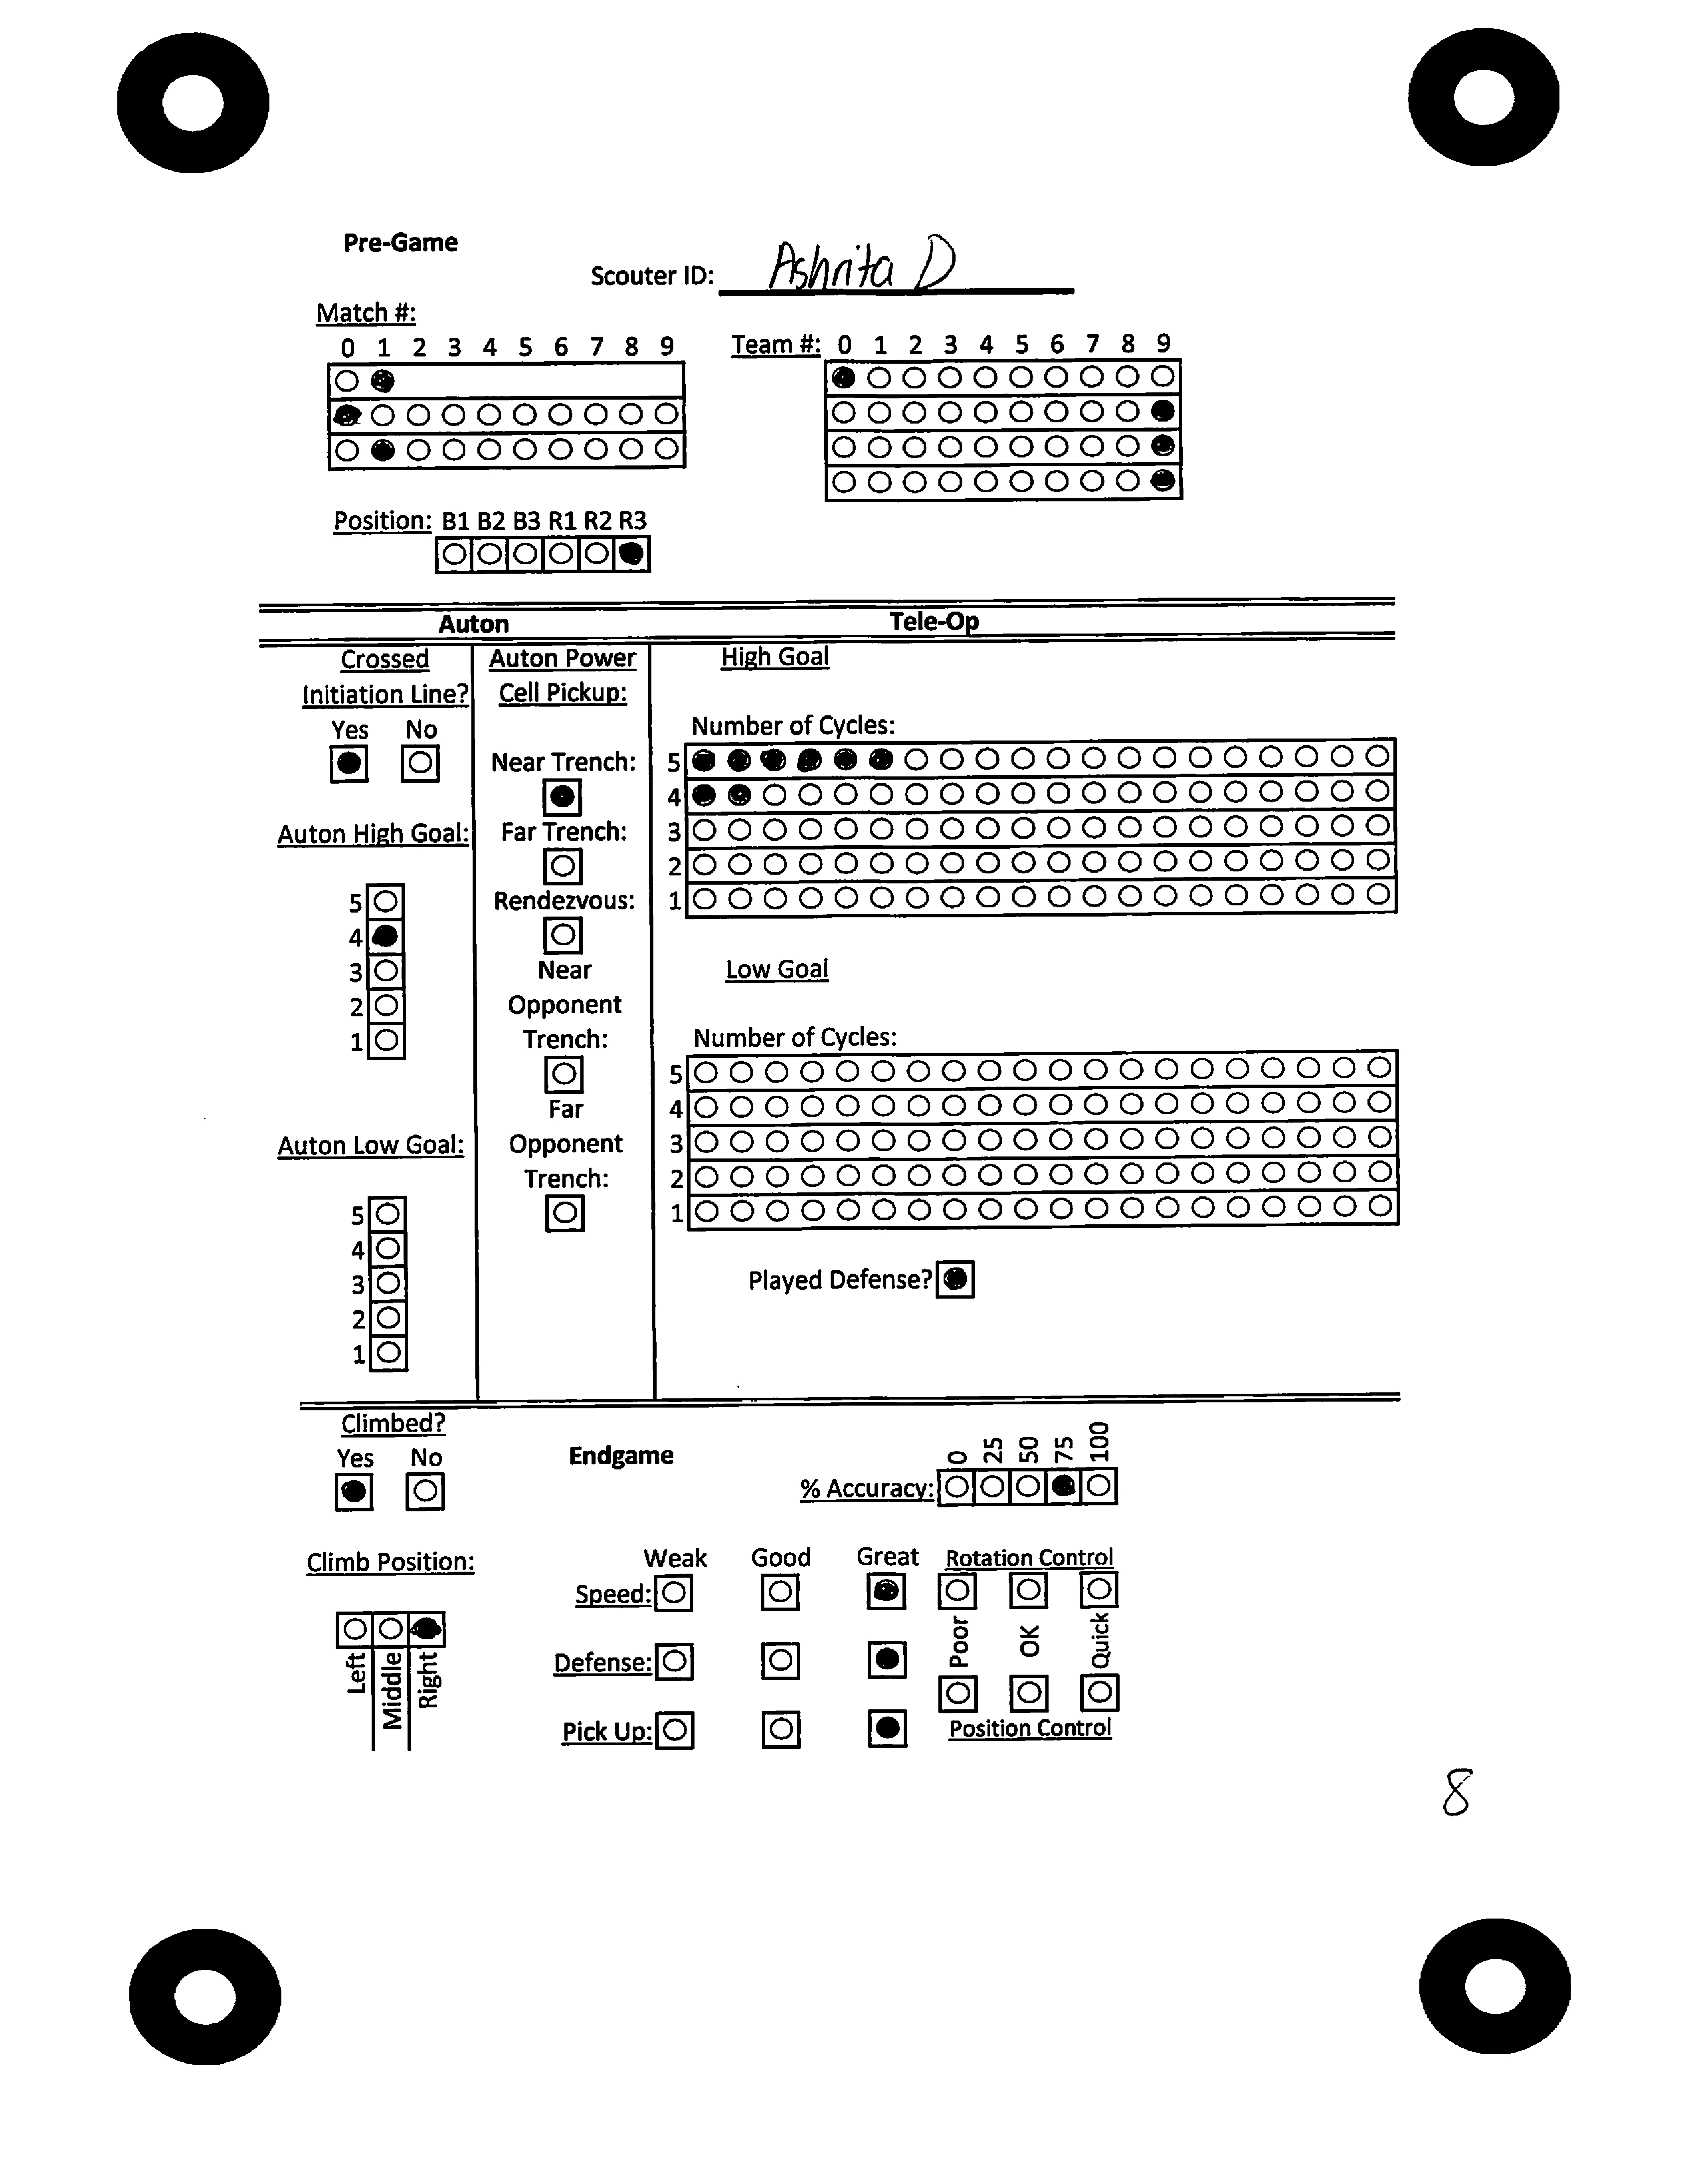 Pre-Game
Scouter ID: Ashrita D
Match #:
0 1 2 3 4 5 6 7 8 9
Team #: 0 1 2 3 4 5 6 7 8 9
Position: B1 B2 B3 R1 R2 R3
Auton
Tele-Op
Crossed
Initiation Line?
Yes No
Auton High Goal:
5
4
3
2
1
Auton Low Goal:
5
4
3
2
1
Auton Power
Cell Pickup:
Near Trench:
Far Trench:
Rendezvous:
Near
Opponent
Trench:
Far
Opponent
Trench:
High Goal
Number of Cycles:
5
4
3
2
1
Low Goal
Number of Cycles:
5
4
3
2
1
Played Defense?
Climbed?
Yes No
Climb Position:
Left
Middle
Right
Endgame
% Accuracy: 0 25 50 75 100
Weak Good Great
Speed:
Defense:
Pick Up:
Rotation Control
Poor OK Quick
Position Control
8